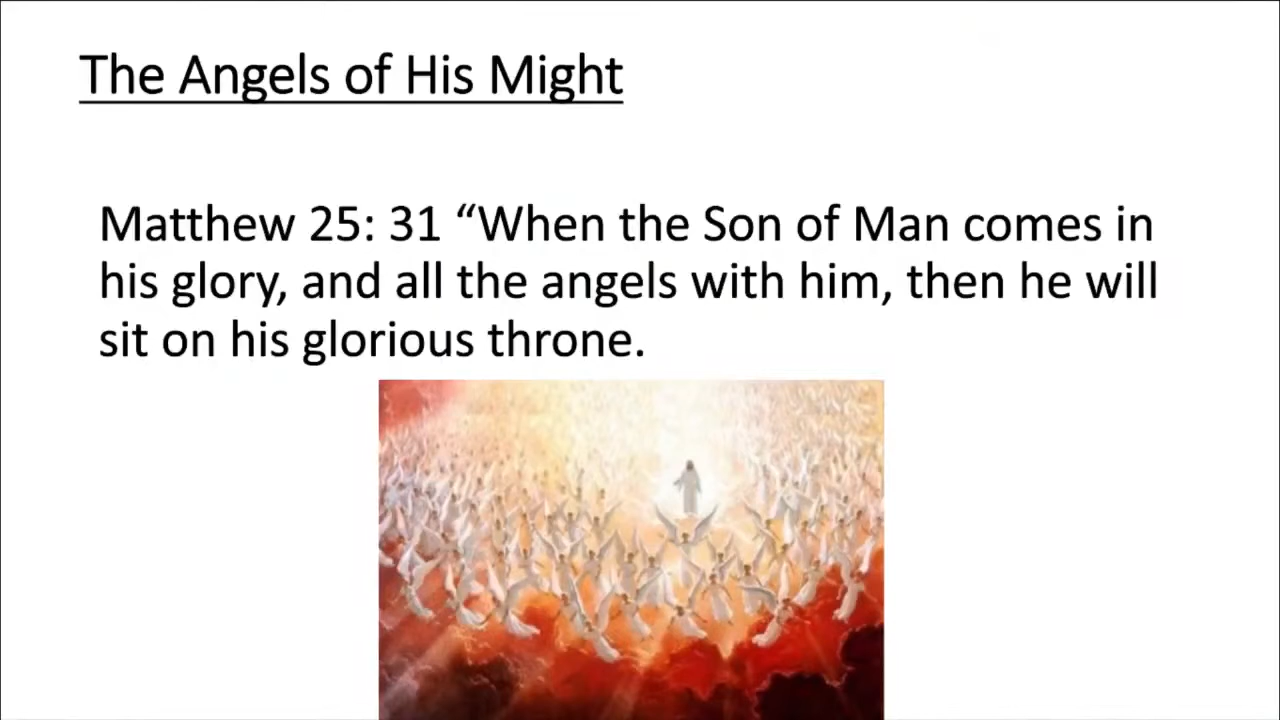 The Angels of His Might
Matthew 25: 31 “When the Son of Man comes in
his glory, and all the angels with him, then he will
sit on his glorious throne.